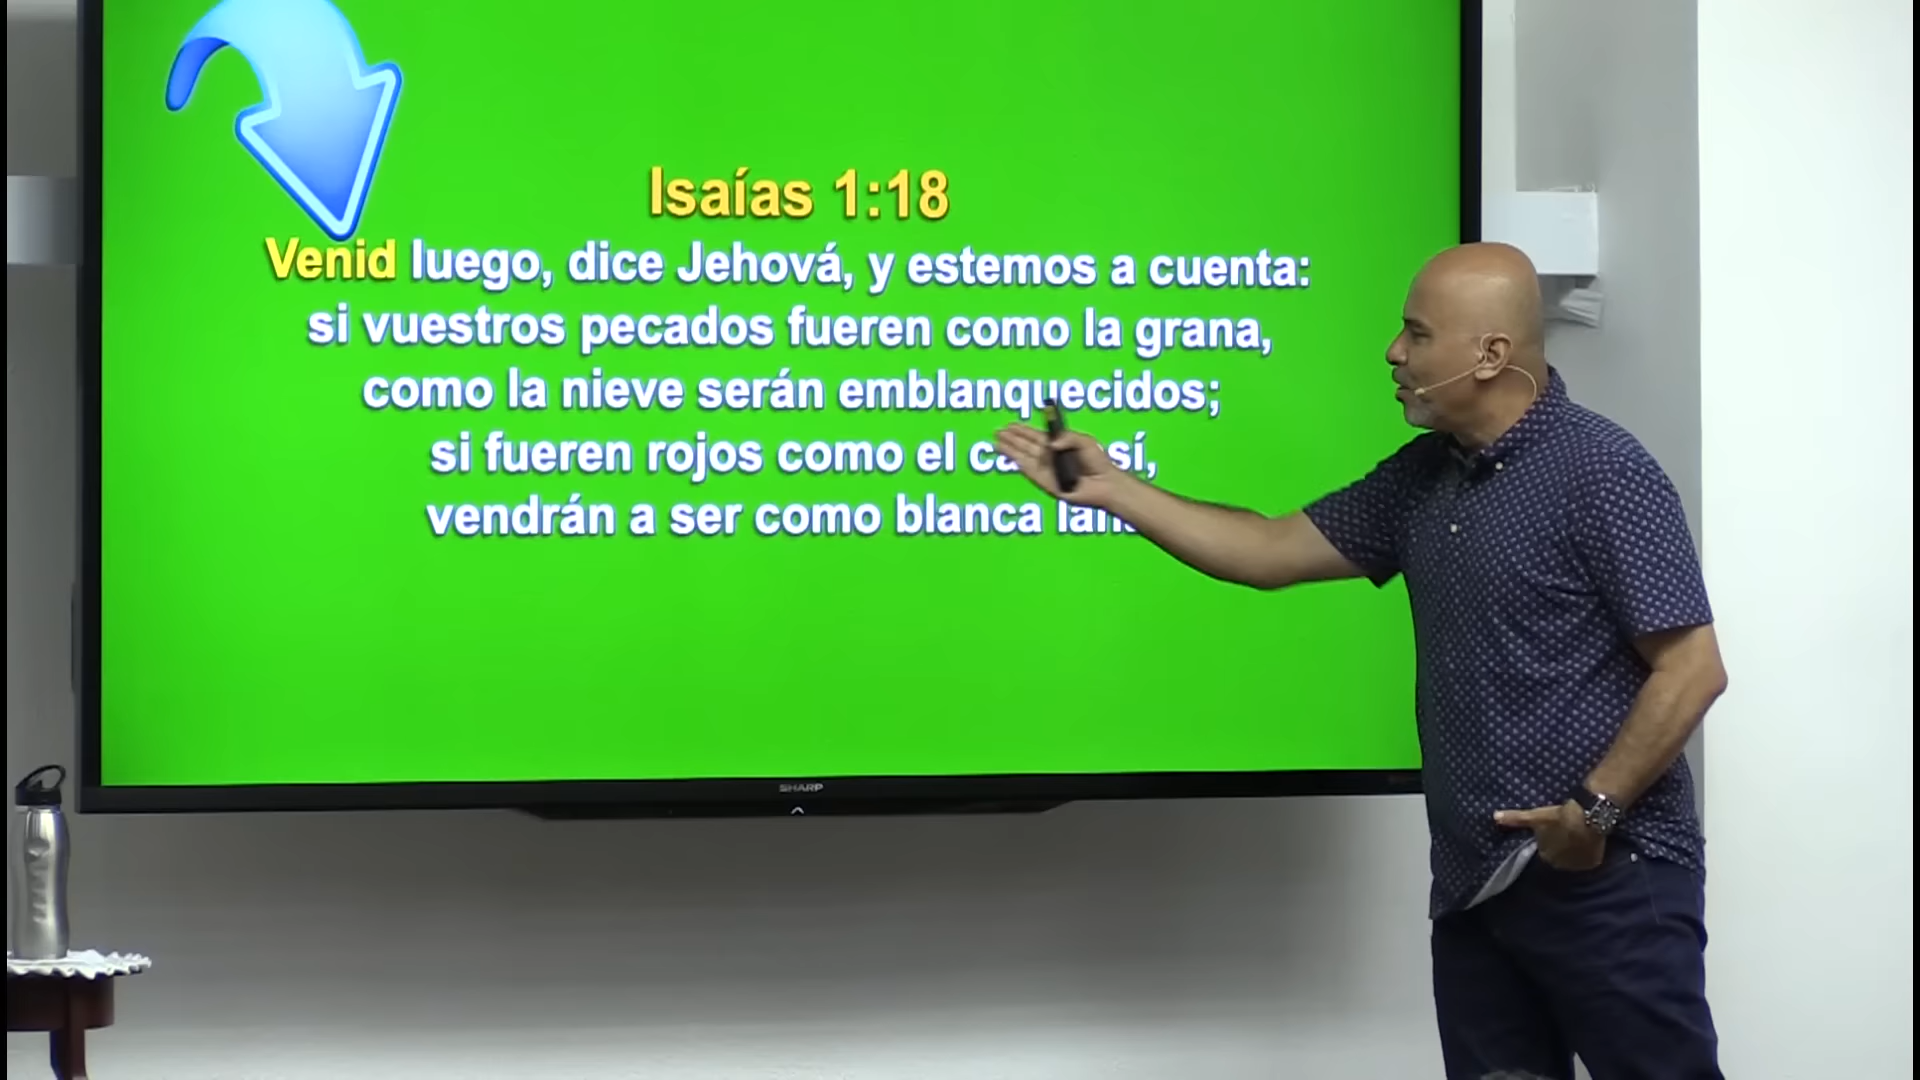 Isaías 1:18
Venid luego, dice Jehová, y estemos a cuenta:
si vuestros pecados fueren como la grana,
como la nieve serán emblanquecidos;
si fueren rojos como el
vendrán a ser como blanca
SHARP